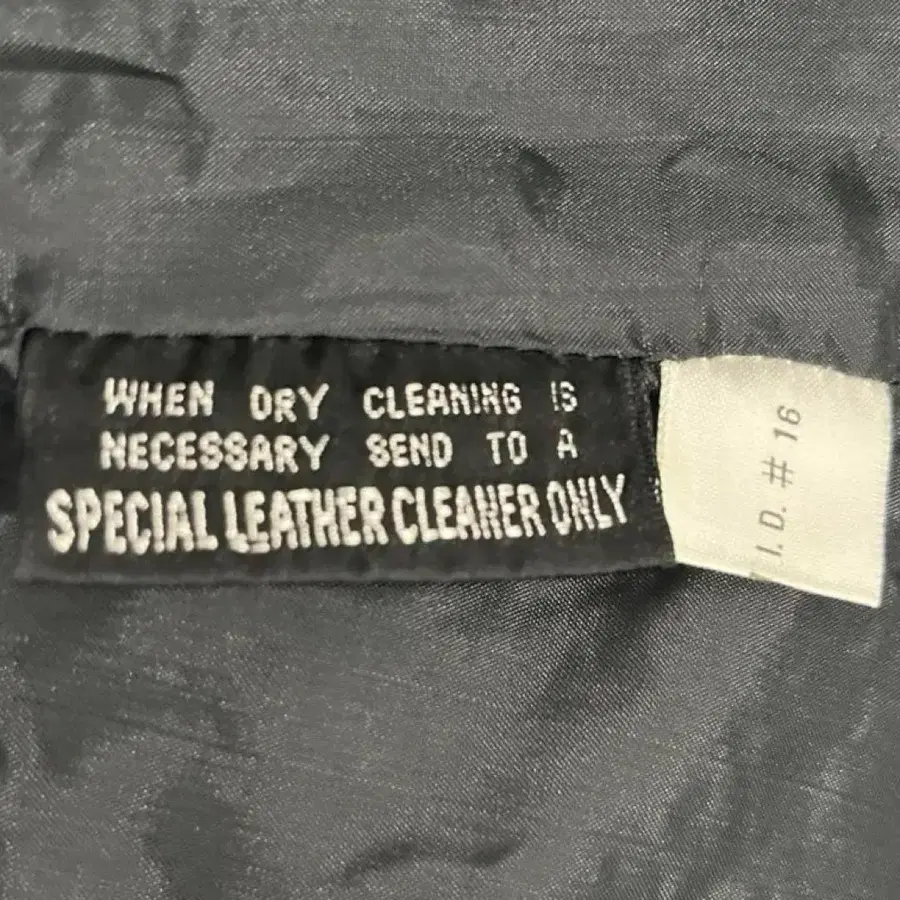 WHEN DRY CLEANING IS
NECESSARY SEND TO A
SPECIAL LEATHER CLEANER ONLY
I.D. # 16